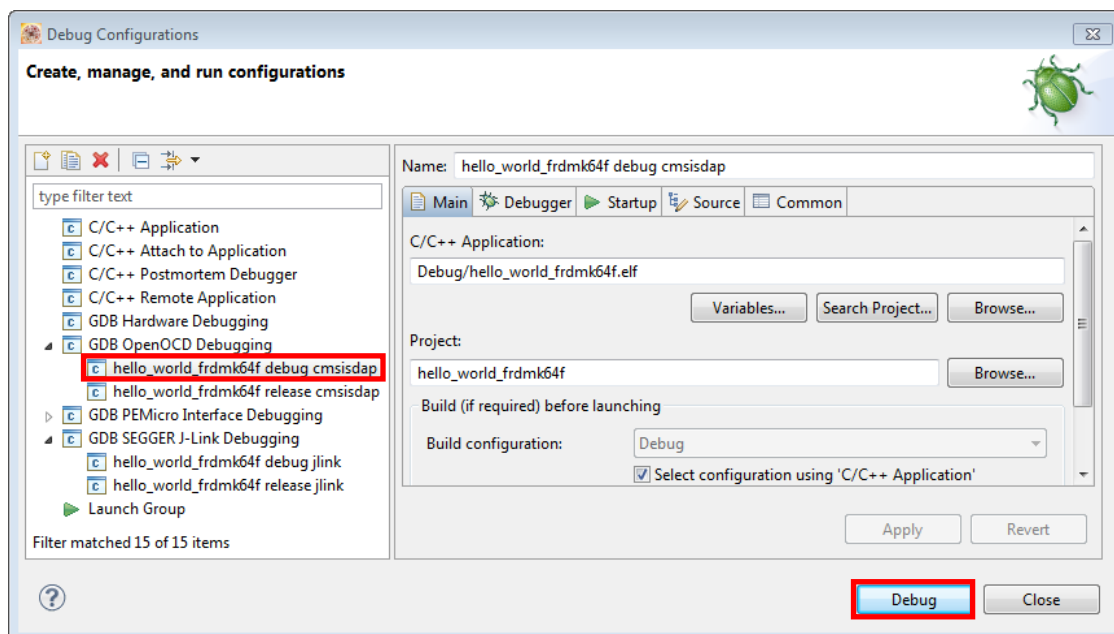 Debug Configurations
Create, manage, and run configurations
type filter text
C/C++ Application
C/C++ Attach to Application
C/C++ Postmortem Debugger
C/C++ Remote Application
GDB Hardware Debugging
GDB OpenOCD Debugging
hello_world_frdmk64f debug cmsisdap
hello_world_frdmk64f release cmsisdap
GDB PEMicro Interface Debugging
GDB SEGGER J-Link Debugging
hello_world_frdmk64f debug jlink
hello_world_frdmk64f release jlink
Launch Group
Filter matched 15 of 15 items
Name: hello_world_frdmk64f debug cmsisdap
Main Debugger Startup Source Common
C/C++ Application:
Debug/hello_world_frdmk64f.elf
Variables... Search Project... Browse...
Project:
hello_world_frdmk64f Browse...
Build (if required) before launching
Build configuration: Debug
Select configuration using 'C/C++ Application'
Apply Revert
Debug Close